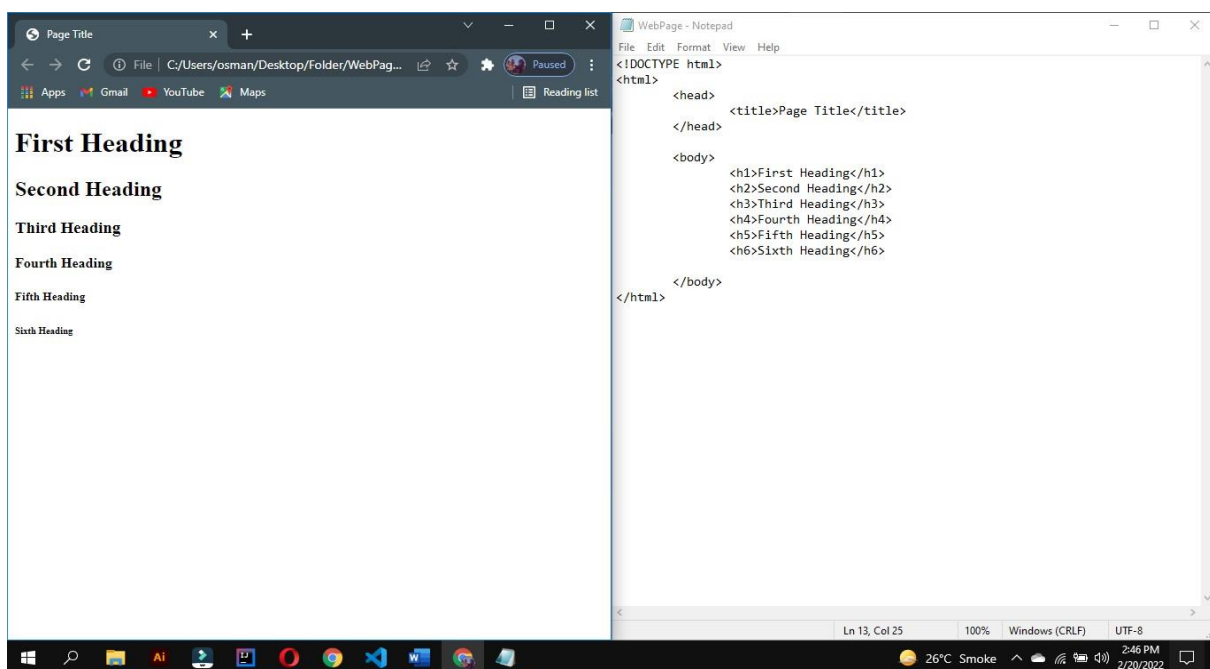 Page Title
File C:/Users/osman/Desktop/Folder/WebPag... Paused
Apps Gmail YouTube Maps Reading list
First Heading
Second Heading
Third Heading
Fourth Heading
Fifth Heading
Sixth Heading
WebPage - Notepad
File Edit Format View Help
<!DOCTYPE html>
<html>
<head>
<title>Page Title</title>
</head>
<body>
<h1>First Heading</h1>
<h2>Second Heading</h2>
<h3>Third Heading</h3>
<h4>Fourth Heading</h4>
<h5>Fifth Heading</h5>
<h6>Sixth Heading</h6>
</body>
</html>
Ln 13, Col 25 100% Windows (CRLF) UTF-8
Ai IJ W 26°C Smoke 2:46 PM
2/20/2022